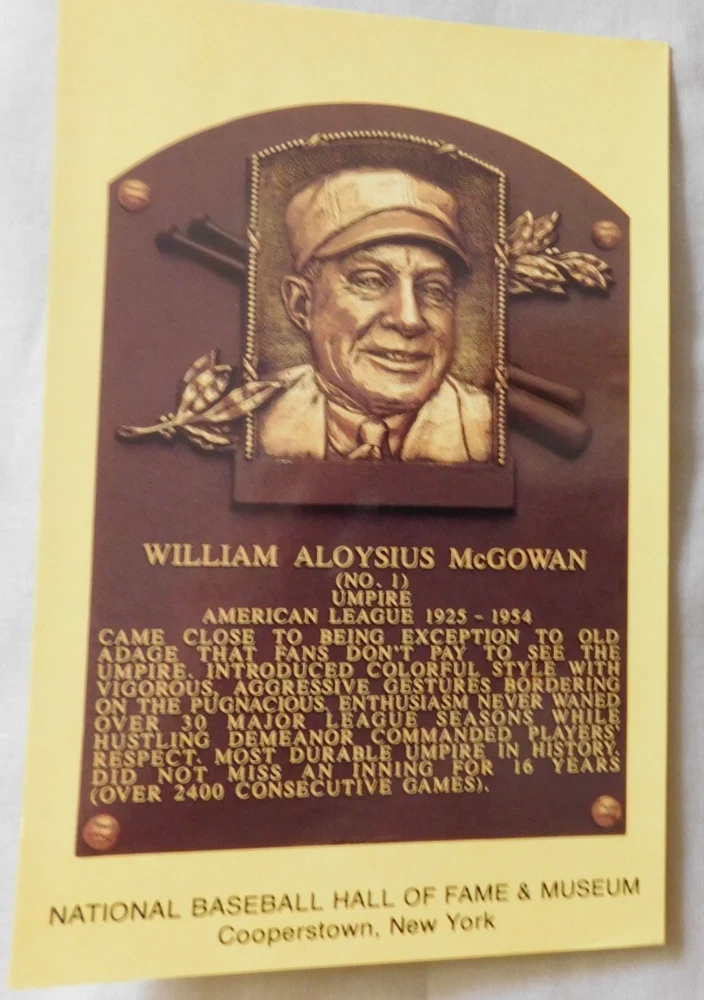 WILLIAM ALOYSIUS McGOWAN
(NO. 1)
UMPIRE
AMERICAN LEAGUE 1925 - 1954
CAME CLOSE TO BEING EXCEPTION TO OLD
ADAGE THAT FANS DON'T PAY TO SEE THE
UMPIRE. INTRODUCED COLORFUL STYLE WITH
VIGOROUS, AGGRESSIVE GESTURES BORDERING
ON THE PUGNACIOUS. ENTHUSIASM NEVER WANED
OVER 30 MAJOR LEAGUE SEASONS WHILE
HUSTLING DEMEANOR COMMANDED PLAYERS'
RESPECT. MOST DURABLE UMPIRE IN HISTORY.
DID NOT MISS AN INNING FOR 16 YEARS
(OVER 2400 CONSECUTIVE GAMES).
NATIONAL BASEBALL HALL OF FAME & MUSEUM
Cooperstown, New York